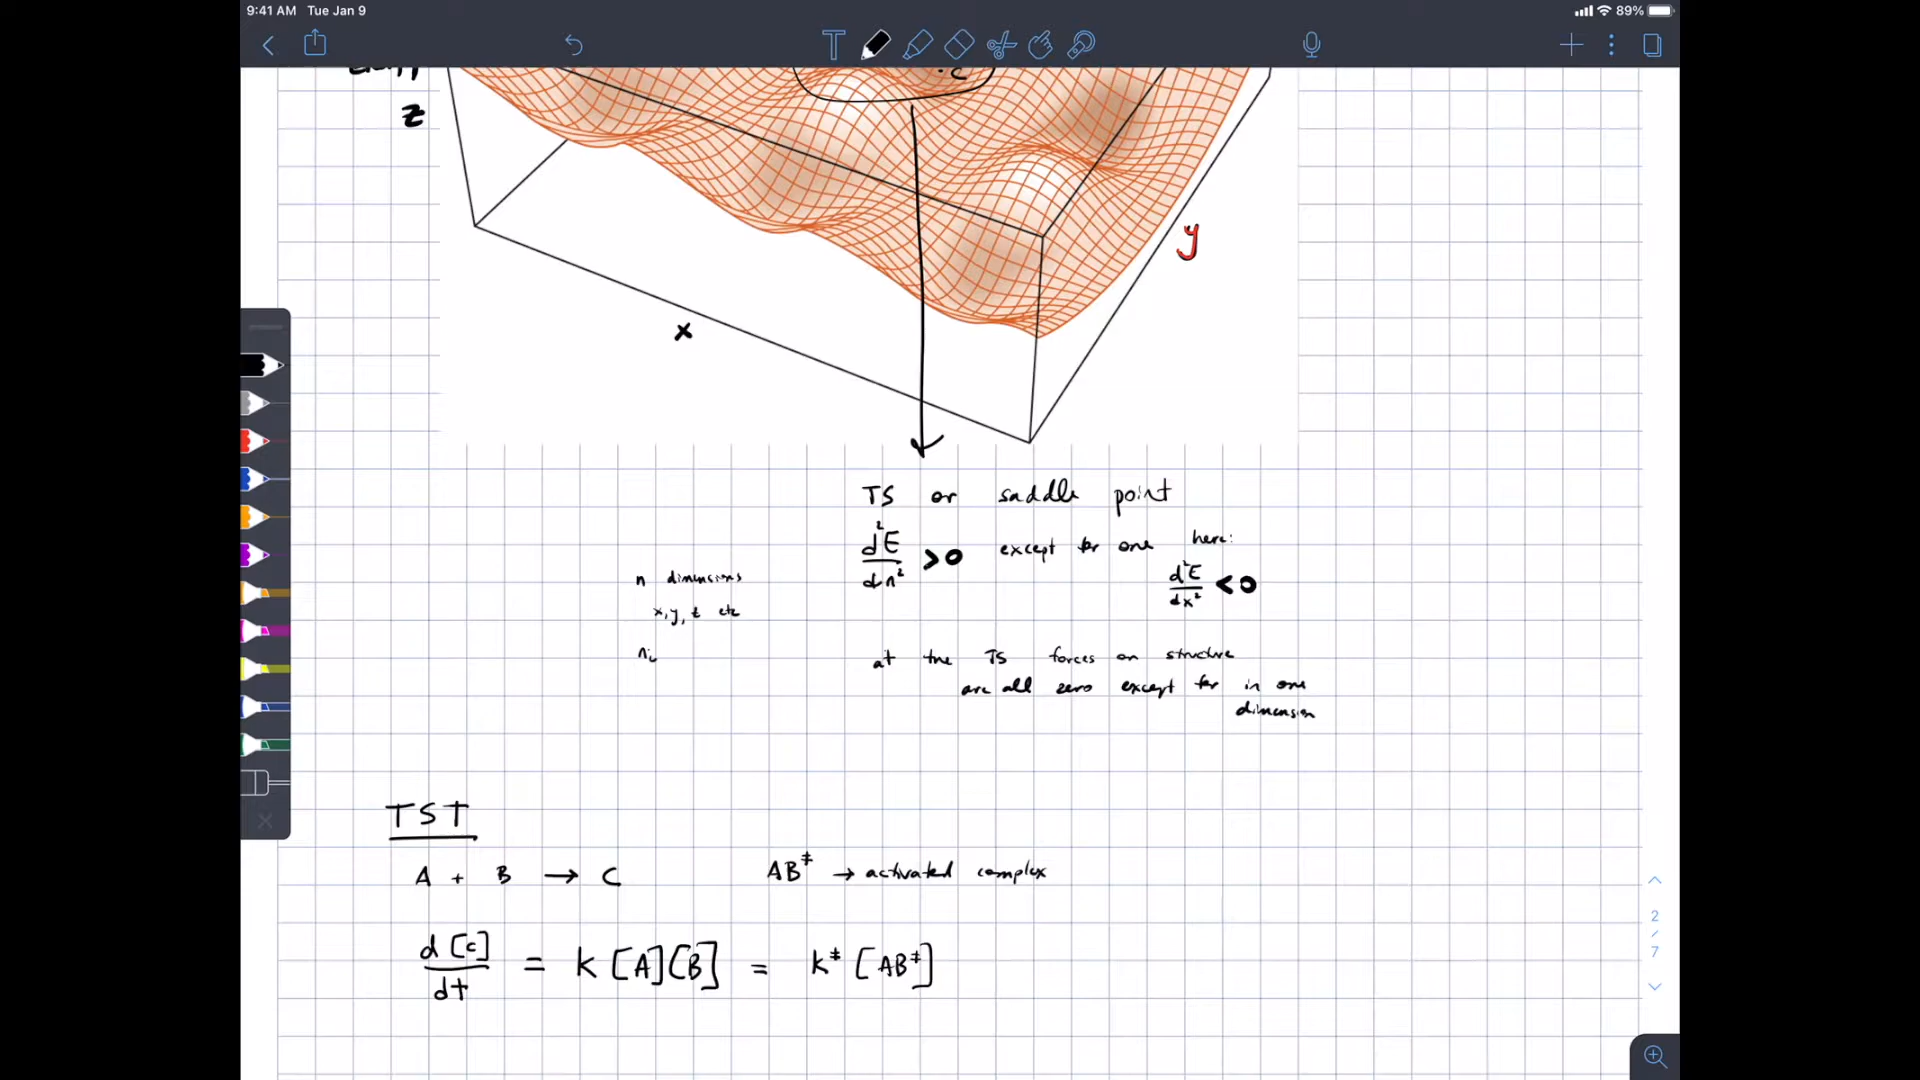 9:41 AM Tue Jan 9
89%
z
c
y
x
TS or saddle point
d²E/dn² >0 except for one here:
d²E/dx² <0
n dimensions
x, y, z etc
nᵢ
at the TS forces on structure
are all zero except for in one
dimension
TST
A + B → C
AB‡ → activated complex
d[C]/dt = k[A][B] = k‡[AB‡]
2
/
7